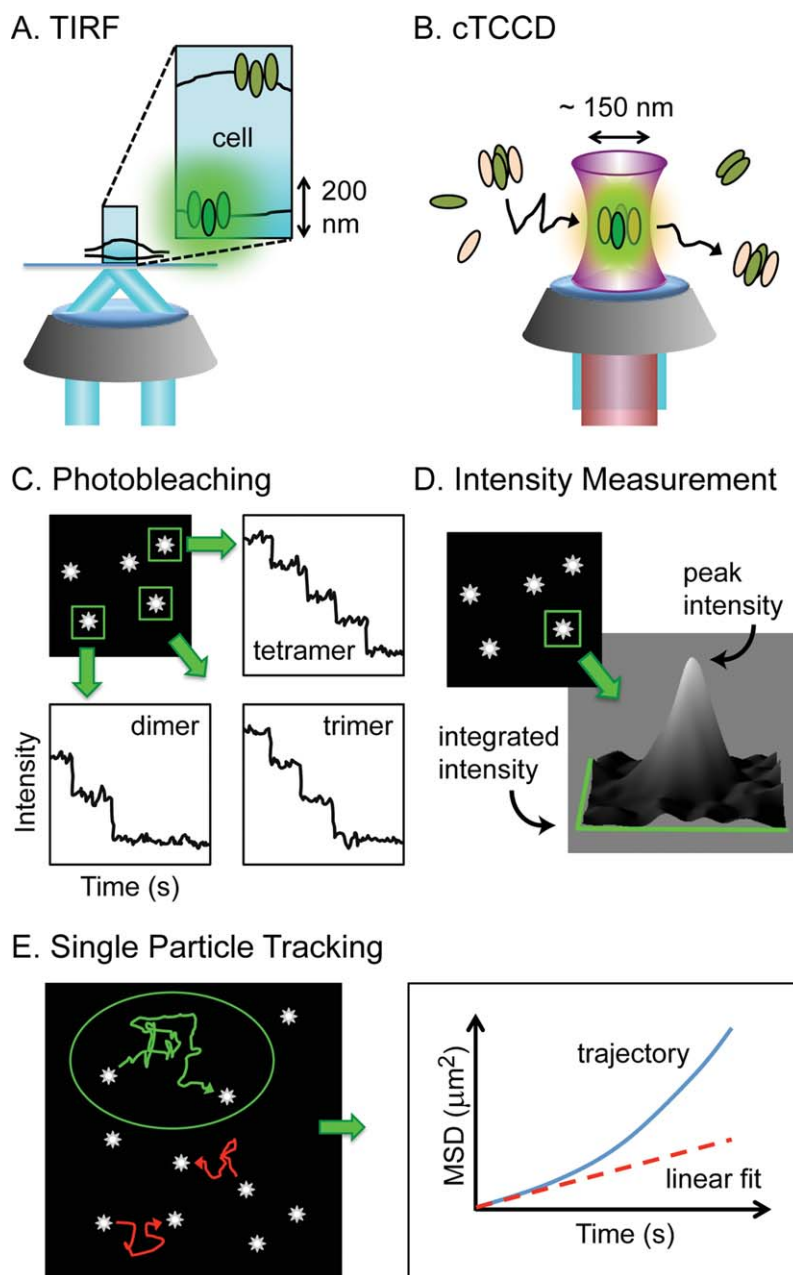 A. TIRF
cell
200
nm
B. cTCCD
~ 150 nm
C. Photobleaching
tetramer
dimer
trimer
Intensity
Time (s)
D. Intensity Measurement
peak
intensity
integrated
intensity
E. Single Particle Tracking
MSD (μm²)
trajectory
linear fit
Time (s)